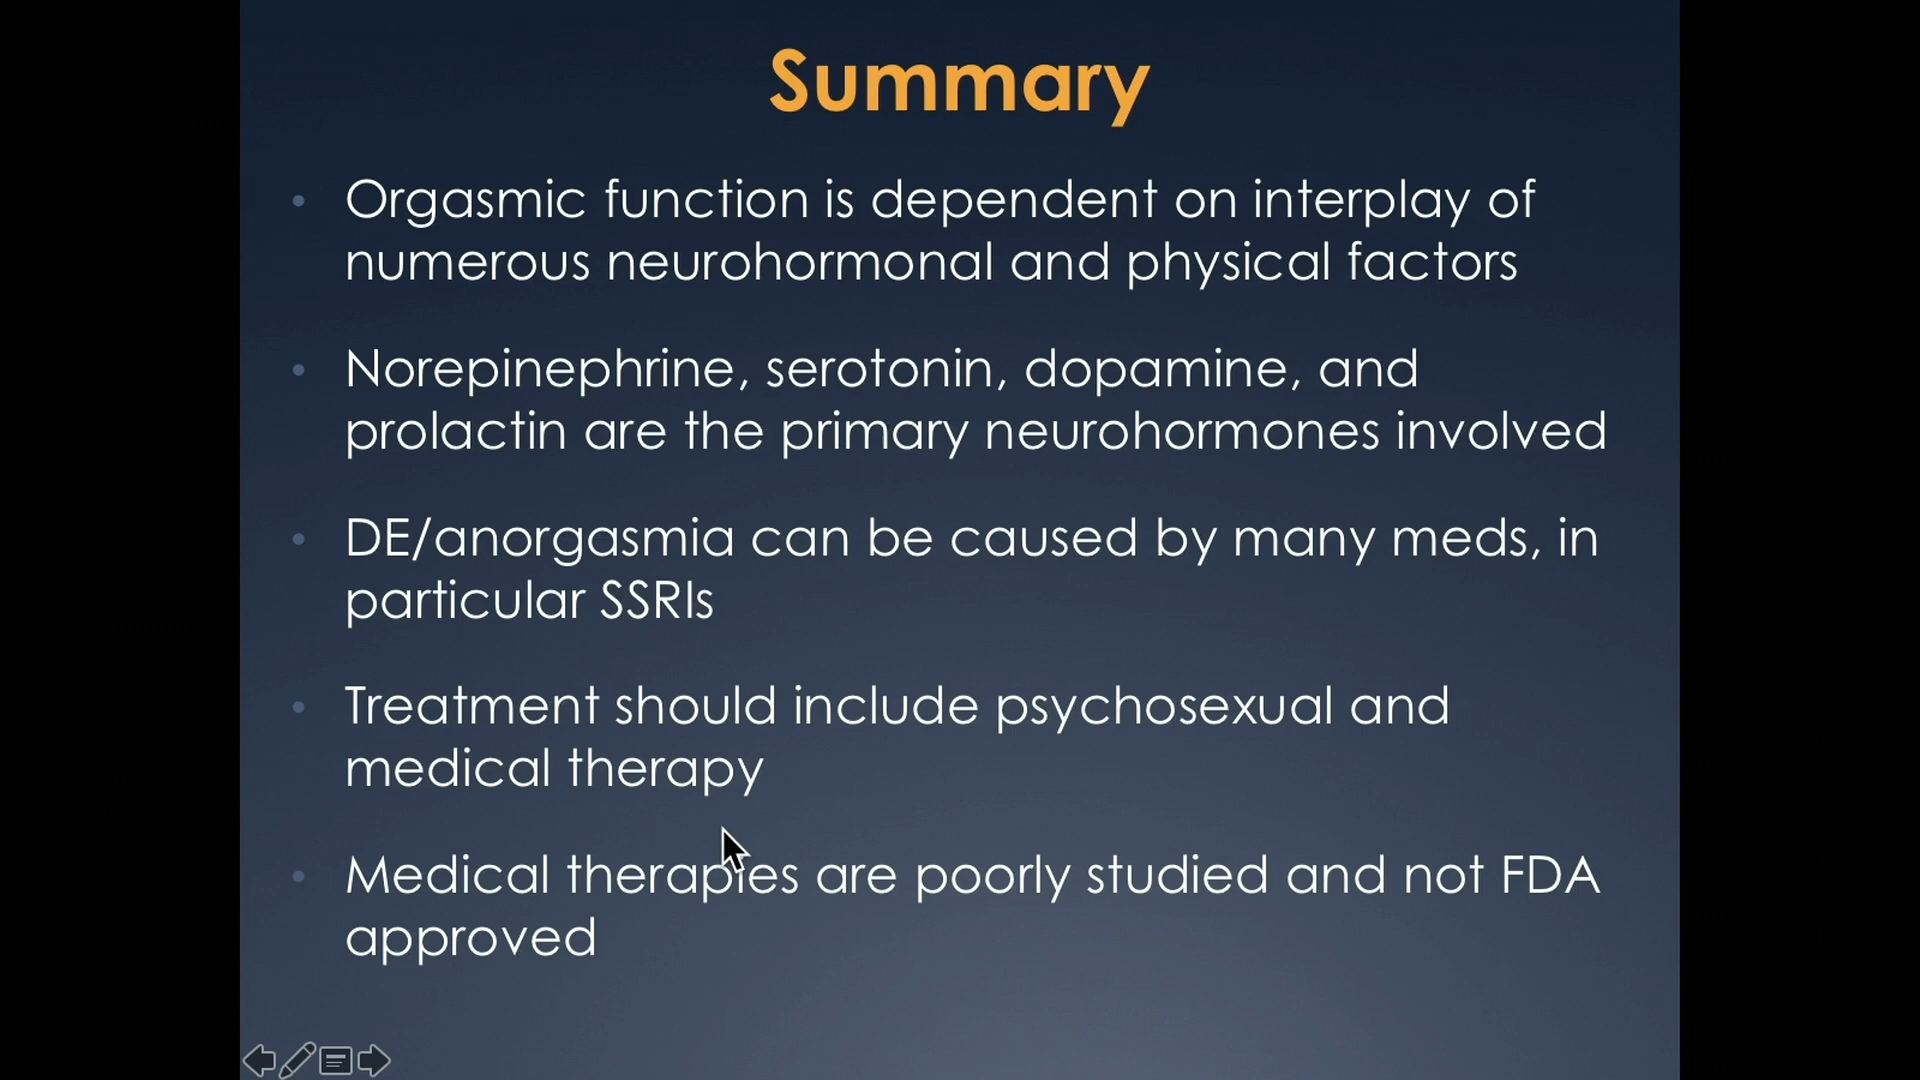 Summary
• Orgasmic function is dependent on interplay of
numerous neurohormonal and physical factors
• Norepinephrine, serotonin, dopamine, and
prolactin are the primary neurohormones involved
• DE/anorgasmia can be caused by many meds, in
particular SSRIs
• Treatment should include psychosexual and
medical therapy
• Medical therapies are poorly studied and not FDA
approved